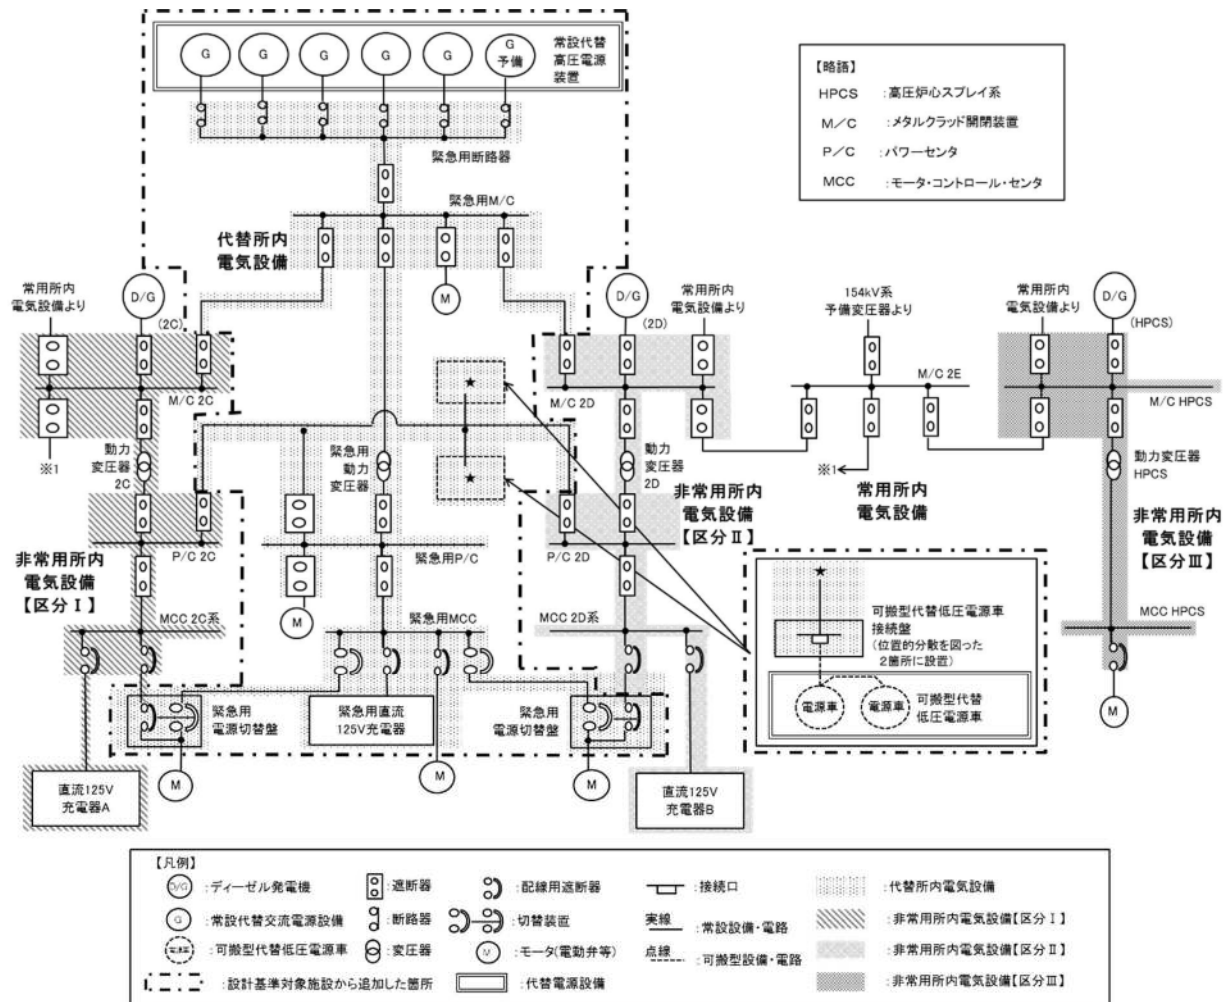 G
G
G
G
G
G
予備
常設代替
高圧電源
装置
緊急用断路器
緊急用M/C
代替所内
電気設備
【略語】
HPCS :高圧炉心スプレイ系
M/C :メタルクラッド開閉装置
P/C :パワーセンタ
MCC :モータ・コントロール・センタ
常用所内
電気設備より
D/G
(2C)
M
D/G
(2D)
常用所内
電気設備より
154kV系
予備変圧器より
常用所内
電気設備より
D/G
(HPCS)
M/C 2C
★
M/C 2D
M/C 2E
M/C HPCS
※1
動力
変圧器
2C
緊急用
動力
変圧器
★
動力
変圧器
2D
※1
動力変圧器
HPCS
非常用所内
電気設備
【区分Ⅱ】
常用所内
電気設備
非常用所内
電気設備
【区分Ⅲ】
P/C 2C
緊急用P/C
P/C 2D
非常用所内
電気設備
【区分Ⅰ】
M
MCC 2C系
緊急用MCC
MCC 2D系
MCC HPCS
★
可搬型代替低圧電源車
接続盤
(位置的分散を図った
2箇所に設置)
電源車
電源車
可搬型代替
低圧電源車
緊急用
電源切替盤
緊急用直流
125V充電器
緊急用
電源切替盤
M
M
M
M
直流125V
充電器A
直流125V
充電器B
【凡例】
D/G :ディーゼル発電機
:遮断器
:配線用遮断器
:接続口
:代替所内電気設備
G :常設代替交流電源設備
:断路器
:切替装置
実線 :常設設備・電路
:非常用所内電気設備【区分Ⅰ】
電源車 :可搬型代替低圧電源車
:変圧器
M :モータ(電動弁等)
点線 :可搬型設備・電路
:非常用所内電気設備【区分Ⅱ】
:設計基準対象施設から追加した箇所
:代替電源設備
:非常用所内電気設備【区分Ⅲ】